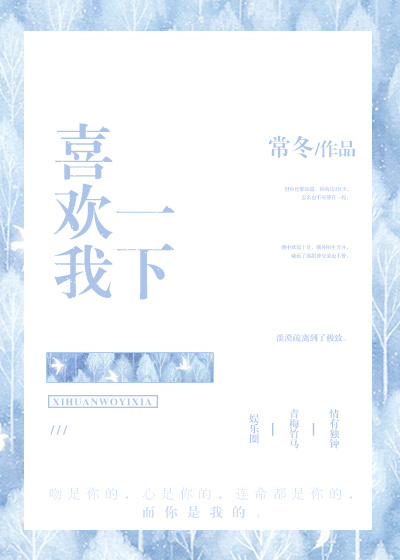 喜欢我
一下
常冬/作品
淡漠疏离到了极致。
XIHUANWOYIXIA
///
娱乐圈 | 青梅竹马 | 情有独钟
吻是你的，心是你的，连命都是你的，
而你是我的。